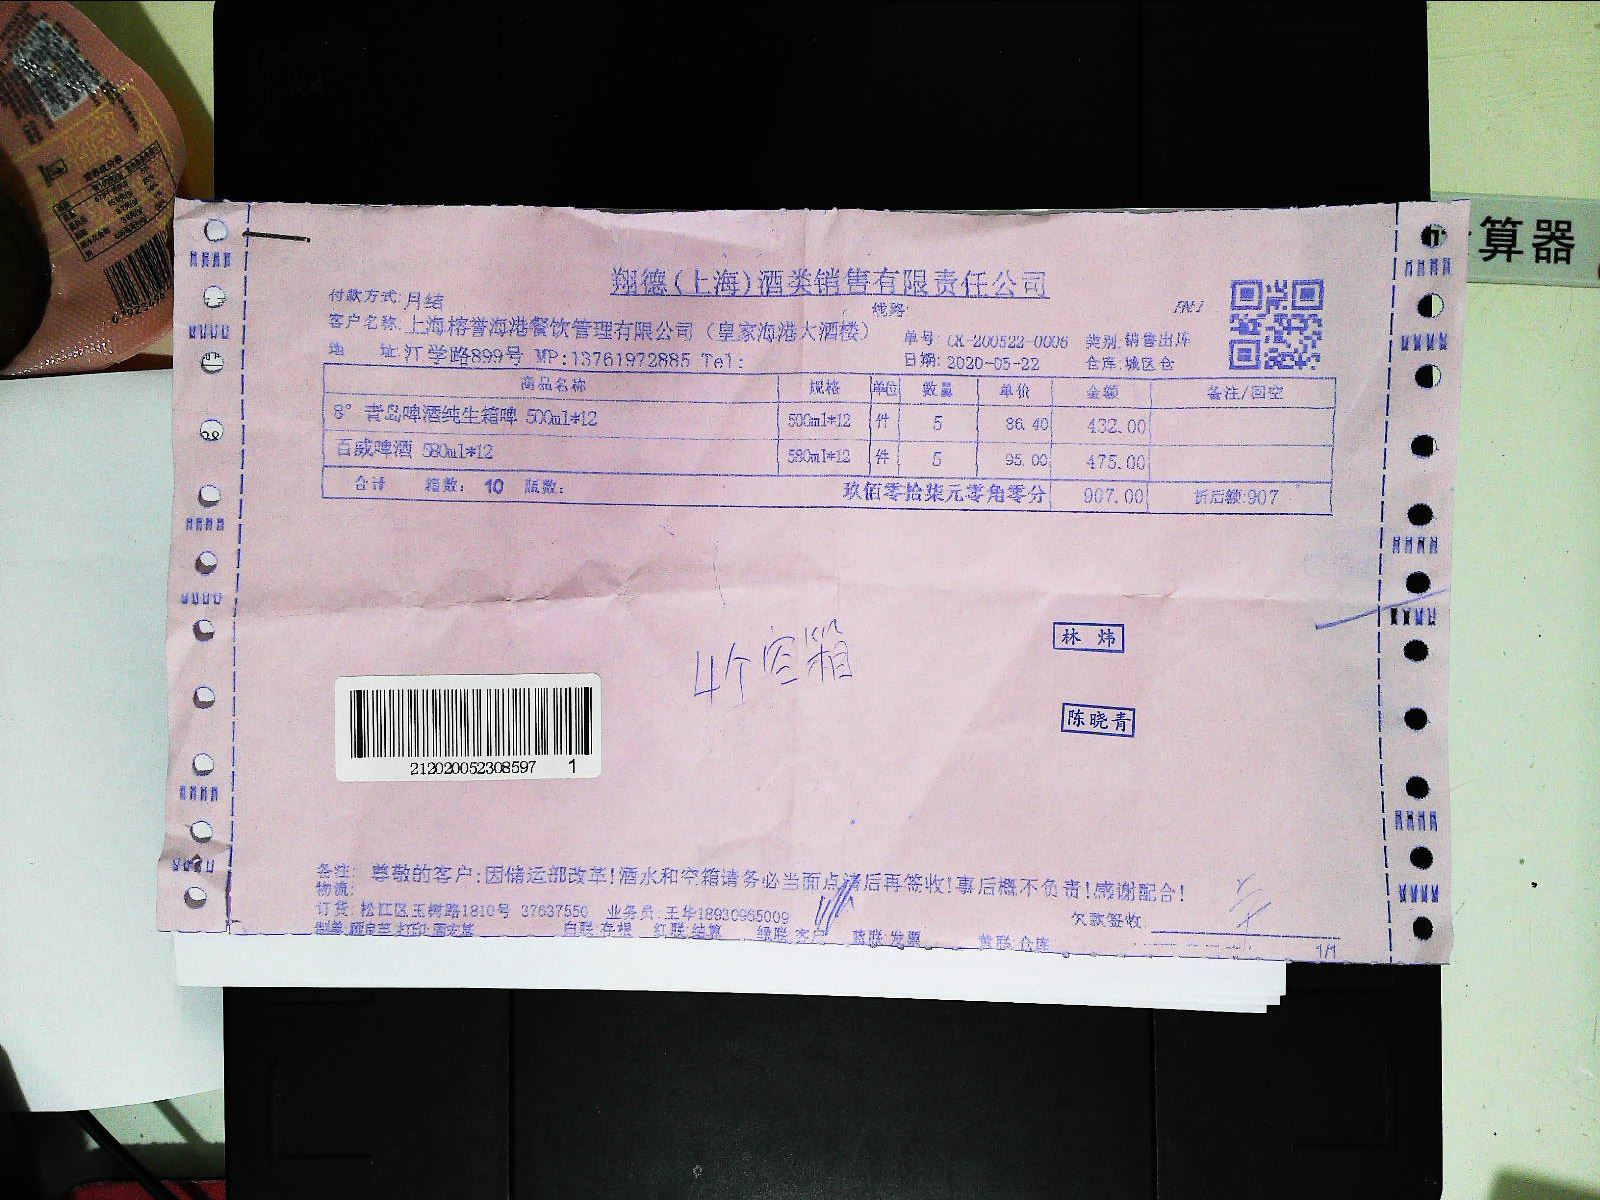 算器
翔德(上海)酒类销售有限责任公司
付款方式:月结
线路:
客户名称:上海榕誉海港餐饮管理有限公司(皇家海港大酒楼)
单号:CK-200522-0006 类别:销售出库
地 址:江学路899号 MP:13761972885 Tel:
日期:2020-05-22 仓库:城区仓
商品名称 规格 单位 数量 单价 金额 备注/回空
8° 青岛啤酒纯生箱啤 500ml*12 500ml*12 件 5 86.40 432.00
百威啤酒 580ml*12 580ml*12 件 5 95.00 475.00
合计 箱数: 10 瓶数: 玖佰零拾柒元零角零分 907.00 折后额:907
4个空箱
林 炜
陈晓青
212020052308597 1
备注: 尊敬的客户:因储运部改革!酒水和空箱请务必当面点清后再签收!事后概不负责!感谢配合!
物流:
订货:松江区玉树路1810号 37637550 业务员:王华18930965009
欠款签收:
白联:存根 红联:结算 绿联:客户 蓝联:发票 黄联:仓库
1/1